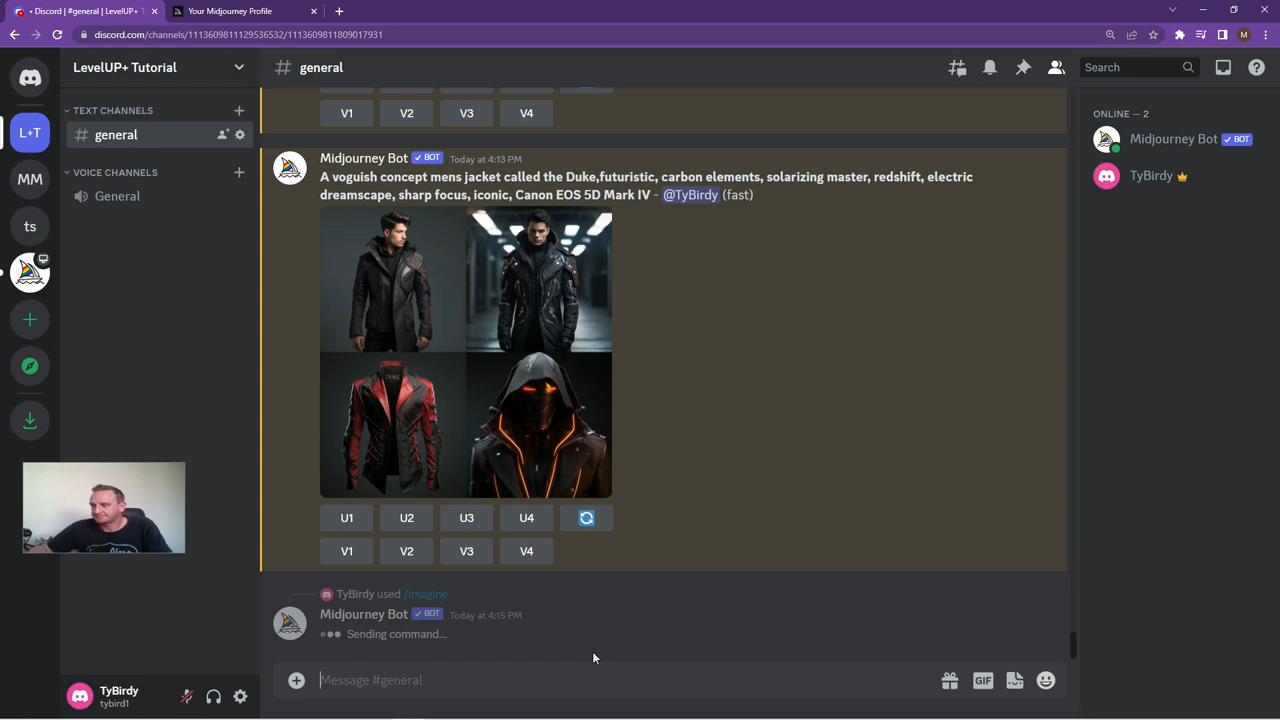 • Discord | #general | LevelUP+ T
Your Midjourney Profile
discord.com/channels/1113609811129536532/1113609811809017931
M
LevelUP+ Tutorial
general
Search
TEXT CHANNELS
general
VOICE CHANNELS
General
L+T
MM
ts
V1 V2 V3 V4
Midjourney Bot BOT Today at 4:13 PM
A voguish concept mens jacket called the Duke,futuristic, carbon elements, solarizing master, redshift, electric
dreamscape, sharp focus, iconic, Canon EOS 5D Mark IV - @TyBirdy (fast)
DUKE
U1 U2 U3 U4
V1 V2 V3 V4
TyBirdy used /imagine
Midjourney Bot BOT Today at 4:15 PM
Sending command...
Message #general
GIF
TyBirdy
tybird1
ONLINE — 2
Midjourney Bot BOT
TyBirdy